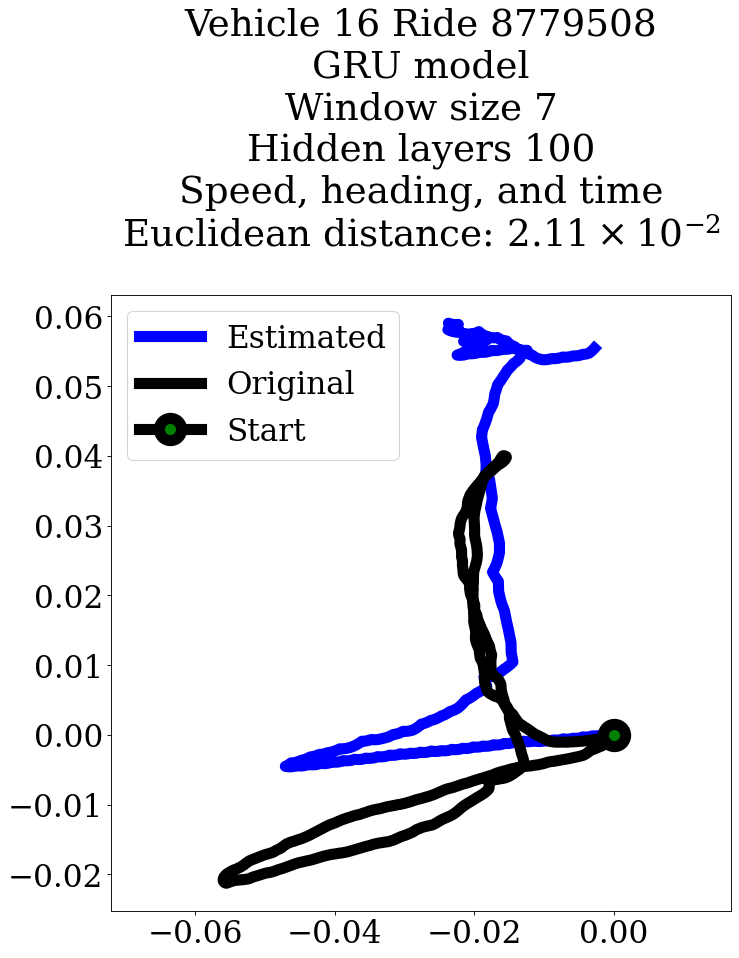 Vehicle 16 Ride 8779508
GRU model
Window size 7
Hidden layers 100
Speed, heading, and time
Euclidean distance: 2.11 × 10⁻²
Estimated
Original
Start
0.06
0.05
0.04
0.03
0.02
0.01
0.00
−0.01
−0.02
−0.06 −0.04 −0.02 0.00